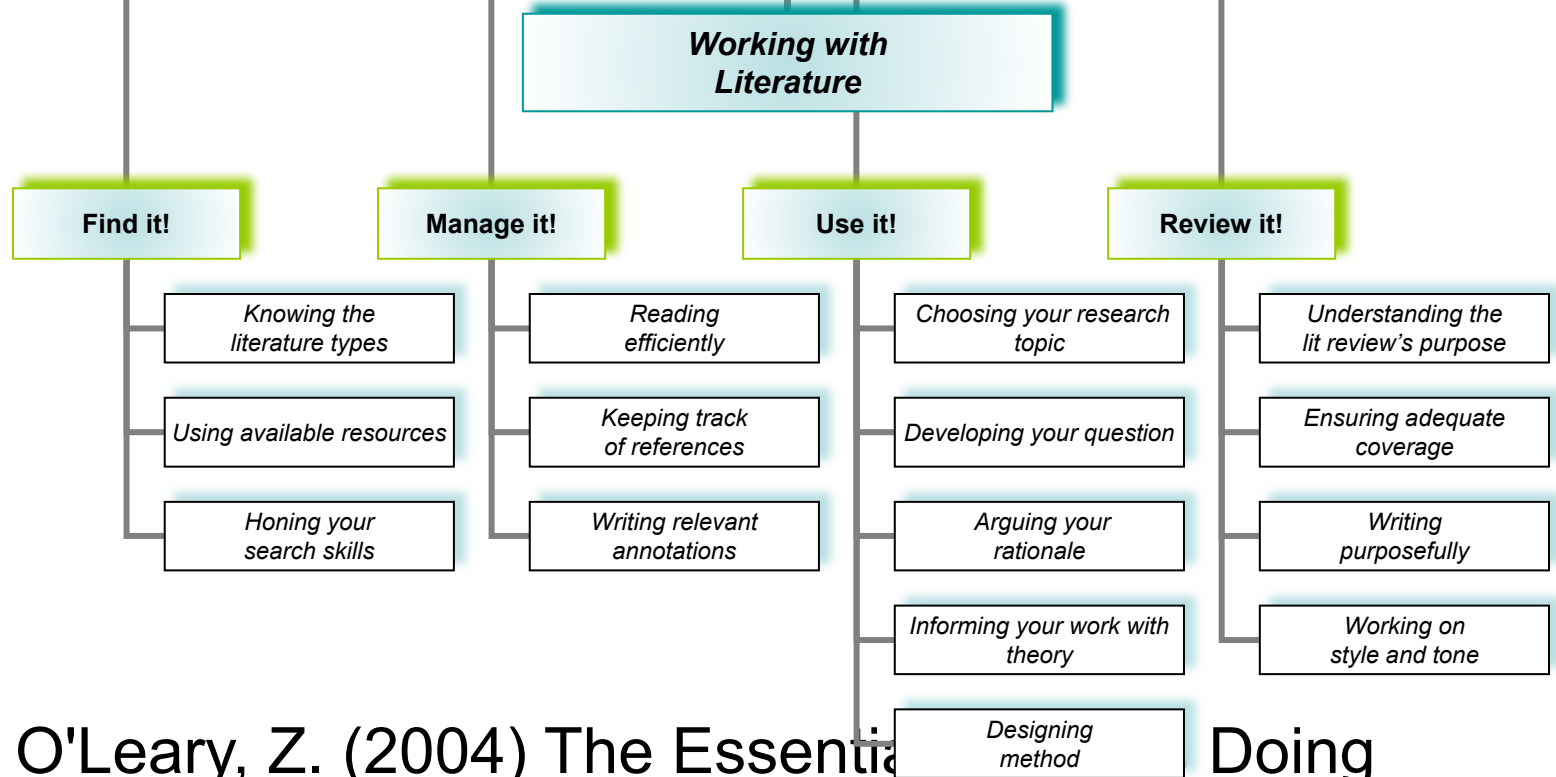 Working with
Literature
Find it!
Knowing the
literature types
Using available resources
Honing your
search skills
Manage it!
Reading
efficiently
Keeping track
of references
Writing relevant
annotations
Use it!
Choosing your research
topic
Developing your question
Arguing your
rationale
Informing your work with
theory
Designing
method
Review it!
Understanding the
lit review’s purpose
Ensuring adequate
coverage
Writing
purposefully
Working on
style and tone
O'Leary, Z. (2004) The Doing